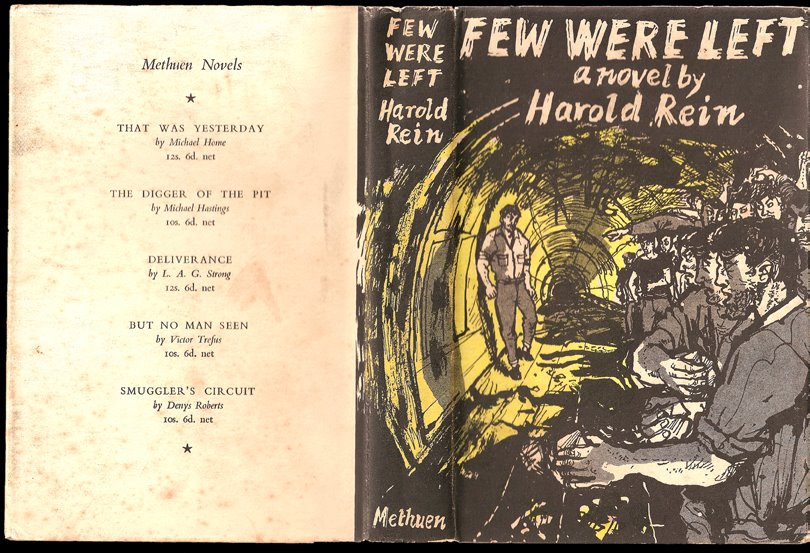 Methuen Novels
THAT WAS YESTERDAY
by Michael Home
12s. 6d. net
THE DIGGER OF THE PIT
by Michael Hastings
10s. 6d. net
DELIVERANCE
by L. A. G. Strong
12s. 6d. net
BUT NO MAN SEEN
by Victor Trefus
10s. 6d. net
SMUGGLER'S CIRCUIT
by Denys Roberts
10s. 6d. net
FEW
WERE
LEFT
Harold
Rein
Methuen
FEW WERE LEFT
a novel by
Harold Rein